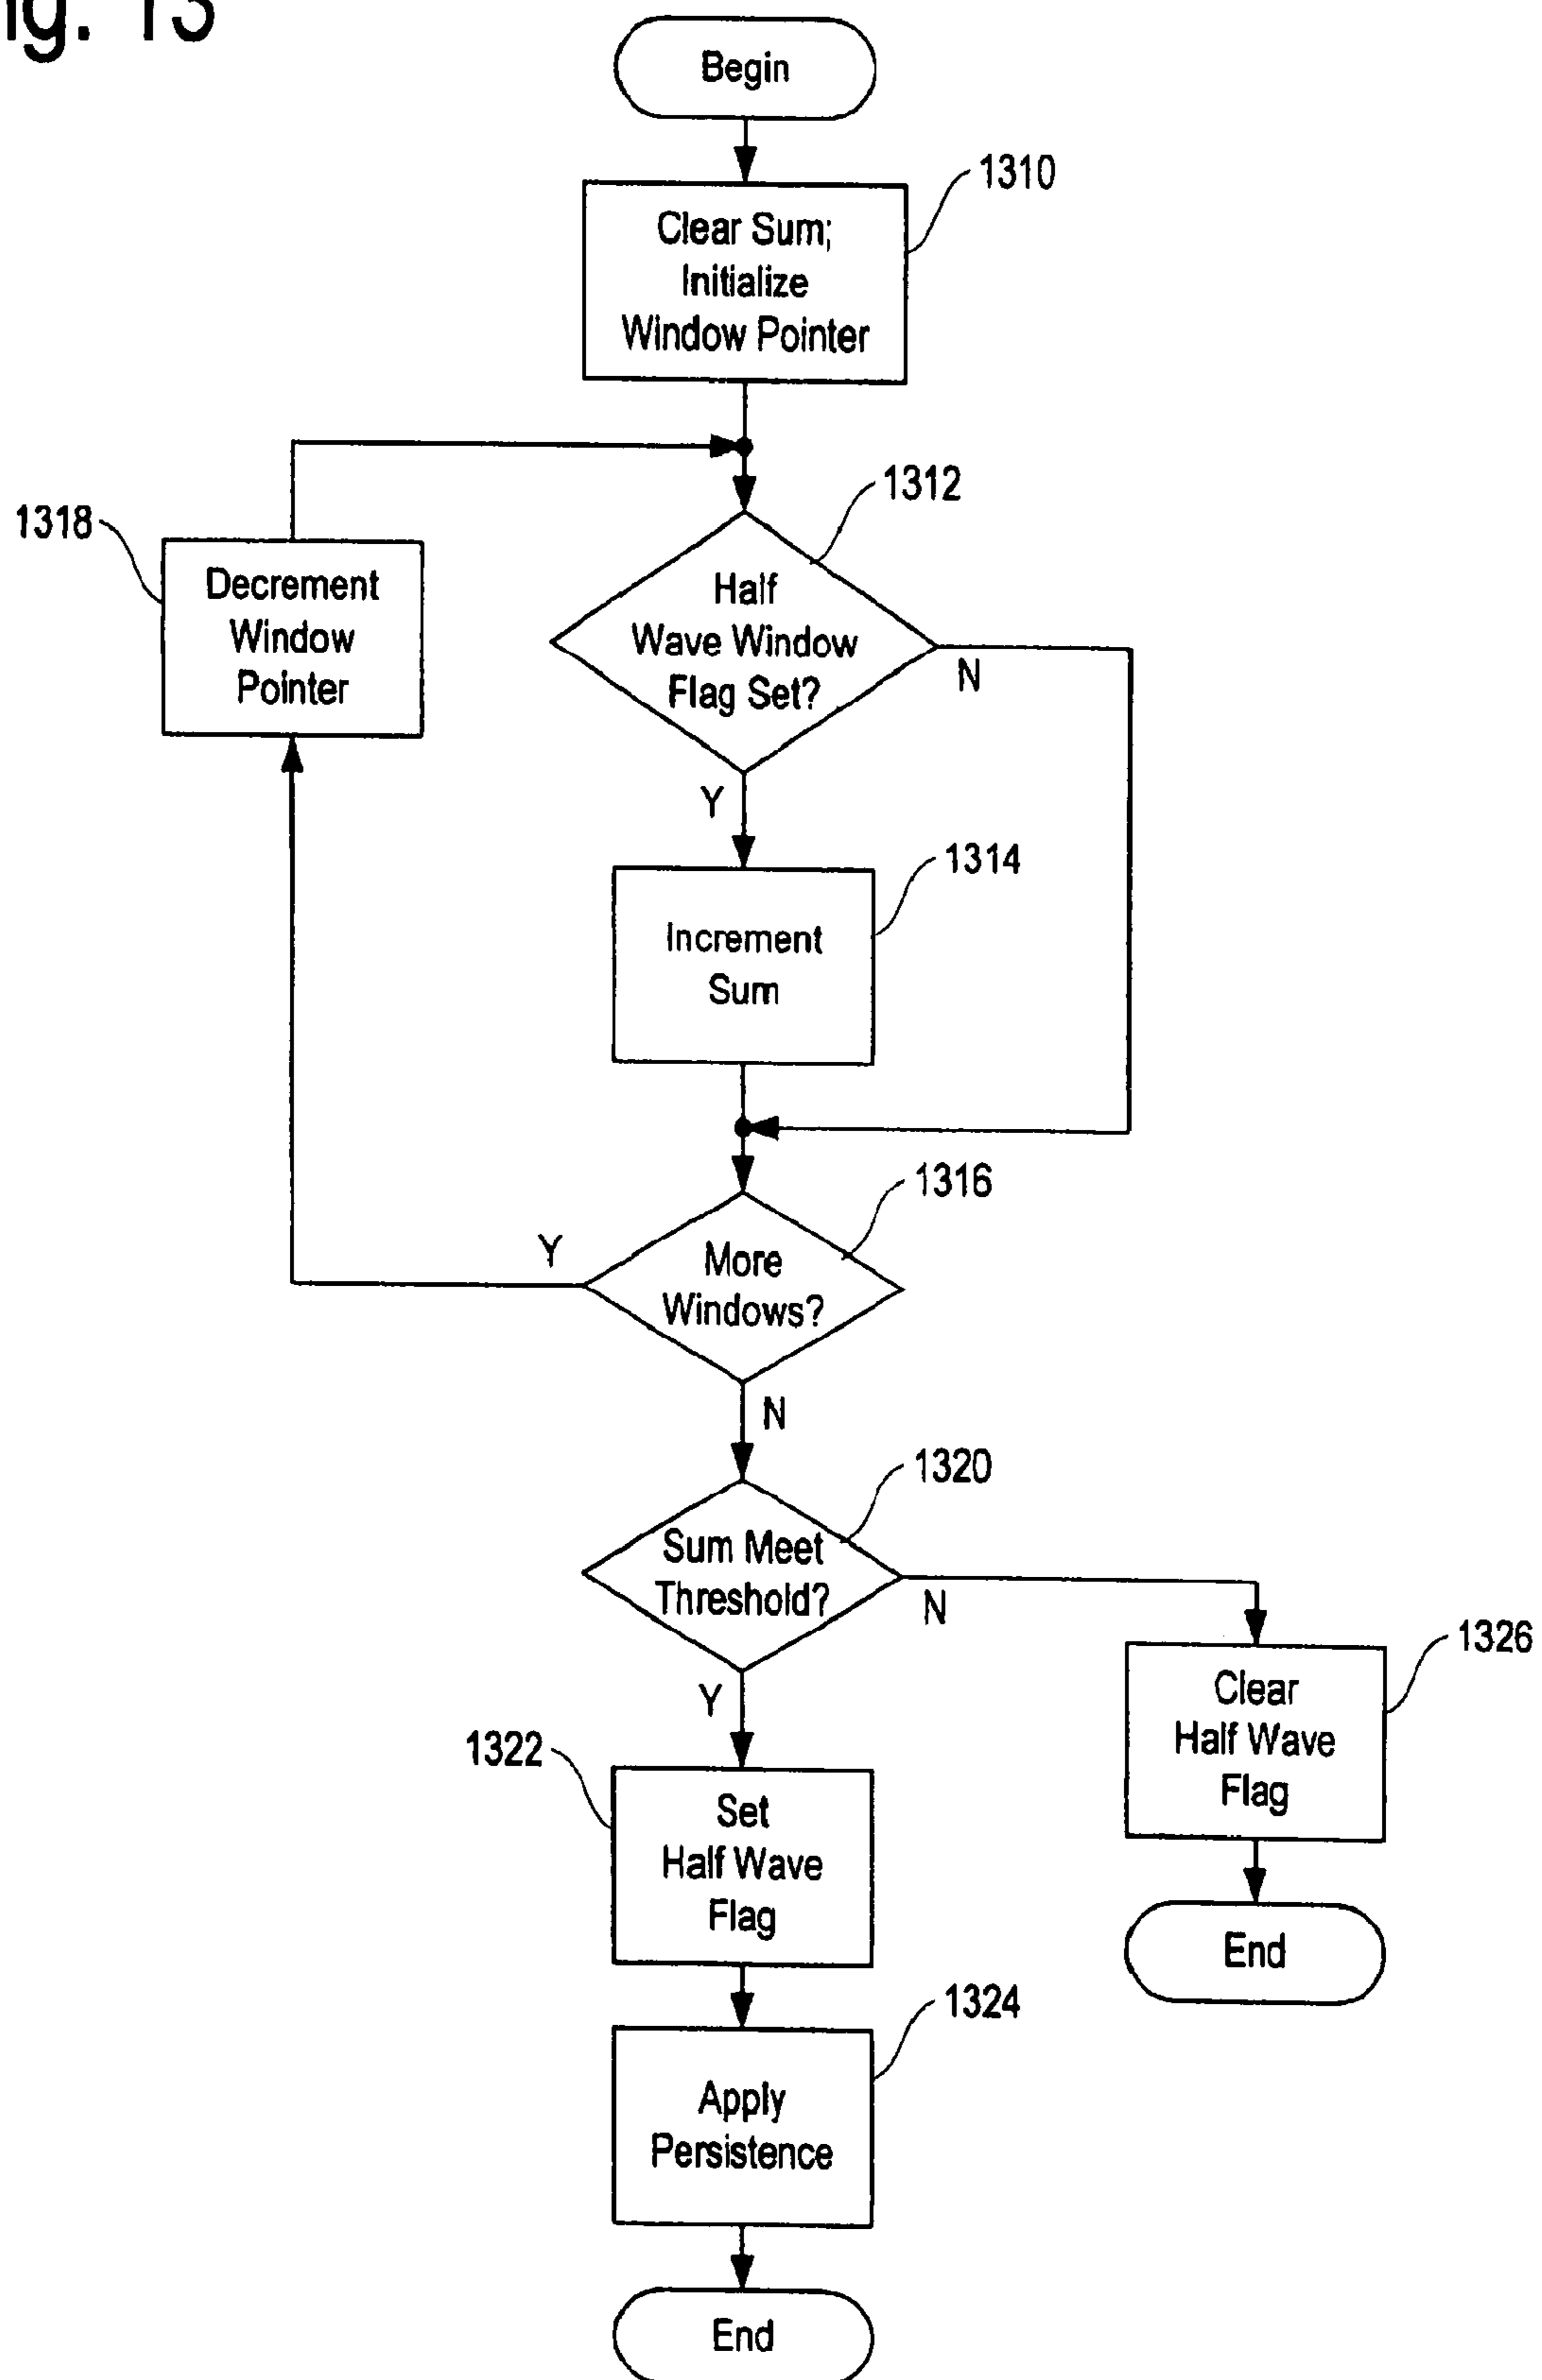 ig. 13
Begin
1310
Clear Sum;
Initialize
Window Pointer
1312
1318
Decrement
Window
Pointer
Half
Wave Window
Flag Set?
N
Y
1314
Increment
Sum
1316
Y
More
Windows?
N
1320
Sum Meet
Threshold?
N
1326
Clear
Half Wave
Flag
Y
1322
Set
Half Wave
Flag
End
1324
Apply
Persistence
End